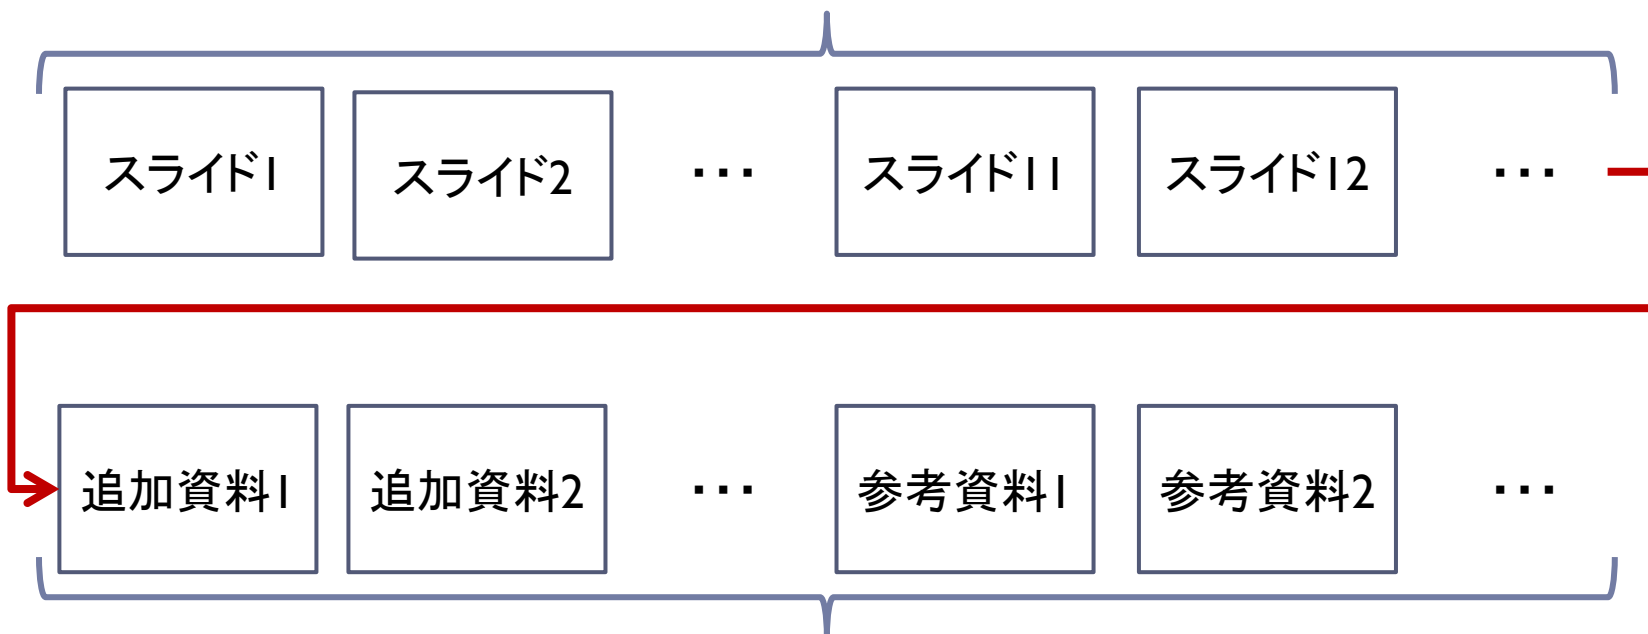 スライド1 スライド2 ・・・ スライド11 スライド12 ・・・
追加資料1 追加資料2 ・・・ 参考資料1 参考資料2 ・・・